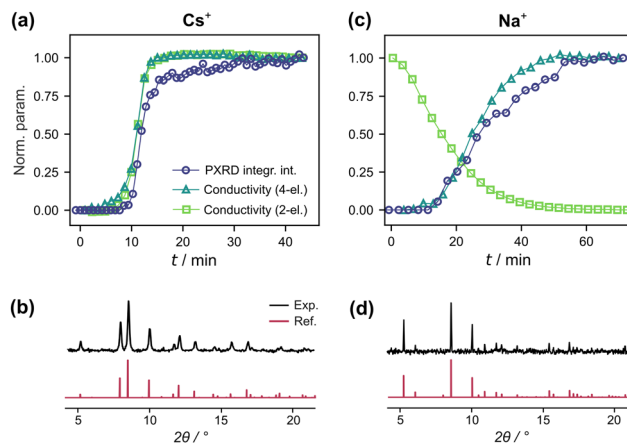 (a)
Cs⁺
Norm. param.
1.00
0.75
0.50
0.25
0.00
PXRD integr. int.
Conductivity (4-el.)
Conductivity (2-el.)
0 10 20 30 40
t / min
(c)
Na⁺
1.00
0.75
0.50
0.25
0.00
0 20 40 60
t / min
(b)
Exp.
Ref.
5 10 15 20
2θ / °
(d)
5 10 15 20
2θ / °